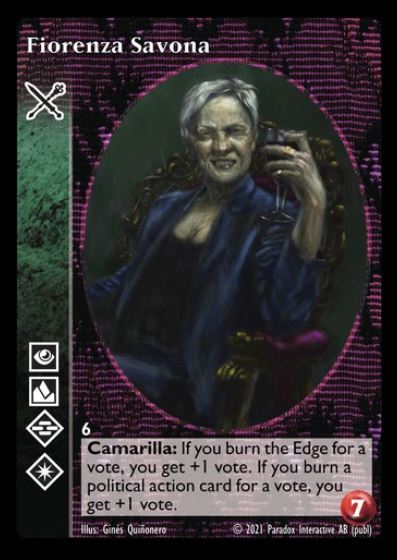 Fiorenza Savona
6
Camarilla: If you burn the Edge for a
vote, you get +1 vote. If you burn a
political action card for a vote, you
get +1 vote.
7
Illus: Ginés Quiñonero © 2021 Paradox Interactive AB (publ)